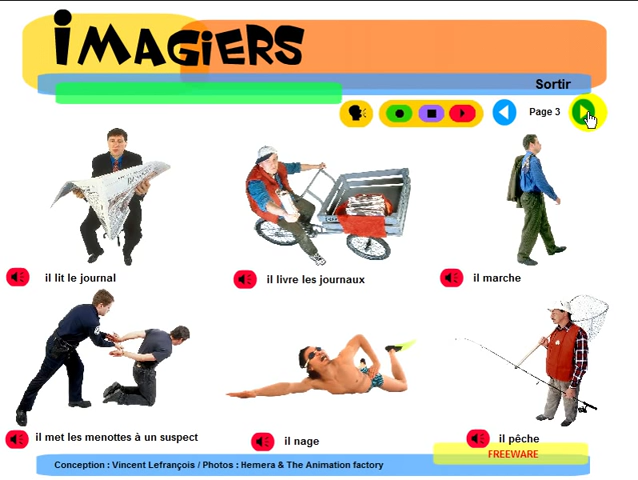 iMAGiERS
Sortir
Page 3
il lit le journal
il livre les journaux
il marche
il met les menottes à un suspect
il nage
il pêche
FREEWARE
Conception : Vincent Lefrançois / Photos : Hemera & The Animation factory